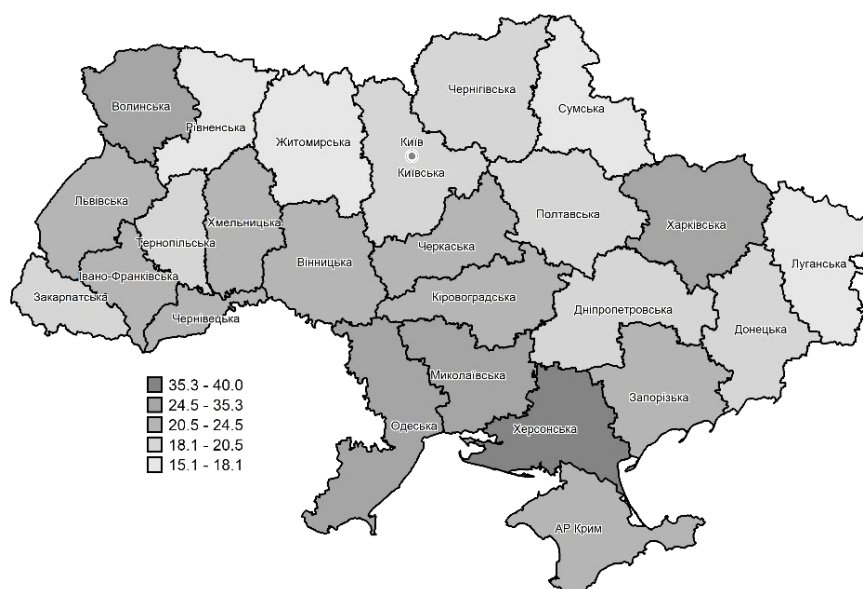 Чернігівська
Волинська
Сумська
Рівненська
Житомирська
Київ
Київська
Львівська
Хмельницька
Полтавська
Харківська
Тернопільська
Черкаська
Вінницька
Луганська
Івано-Франківська
Закарпатська
Кіровоградська
Дніпропетровська
Чернівецька
Донецька
Миколаївська
Запорізька
Одеська
Херсонська
АР Крим
35.3 - 40.0
24.5 - 35.3
20.5 - 24.5
18.1 - 20.5
15.1 - 18.1